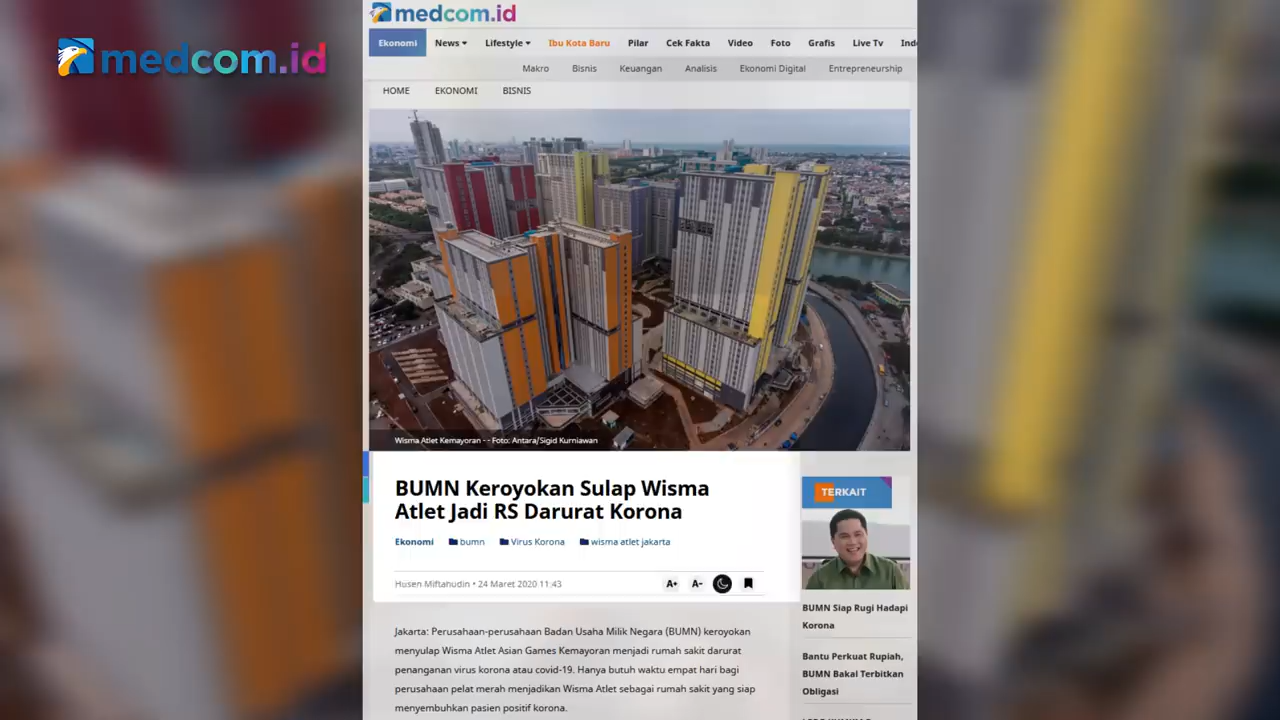 medcom.id
medcom.id
Ekonomi News Lifestyle Ibu Kota Baru Pilar Cek Fakta Video Foto Grafis Live Tv
Makro Bisnis Keuangan Analisis Ekonomi Digital Entrepreneurship
HOME EKONOMI BISNIS
Wisma Atlet Kemayoran - - Foto: Antara/Sigid Kurniawan
BUMN Keroyokan Sulap Wisma
Atlet Jadi RS Darurat Korona
Ekonomi bumn Virus Korona wisma atlet jakarta
Husen Miftahudin • 24 Maret 2020 11:43
A+ A-
Jakarta: Perusahaan-perusahaan Badan Usaha Milik Negara (BUMN) keroyokan
menyulap Wisma Atlet Asian Games Kemayoran menjadi rumah sakit darurat
penanganan virus korona atau covid-19. Hanya butuh waktu empat hari bagi
perusahaan pelat merah menjadikan Wisma Atlet sebagai rumah sakit yang siap
menyembuhkan pasien positif korona.
TERKAIT
BUMN Siap Rugi Hadapi
Korona
Bantu Perkuat Rupiah,
BUMN Bakal Terbitkan
Obligasi